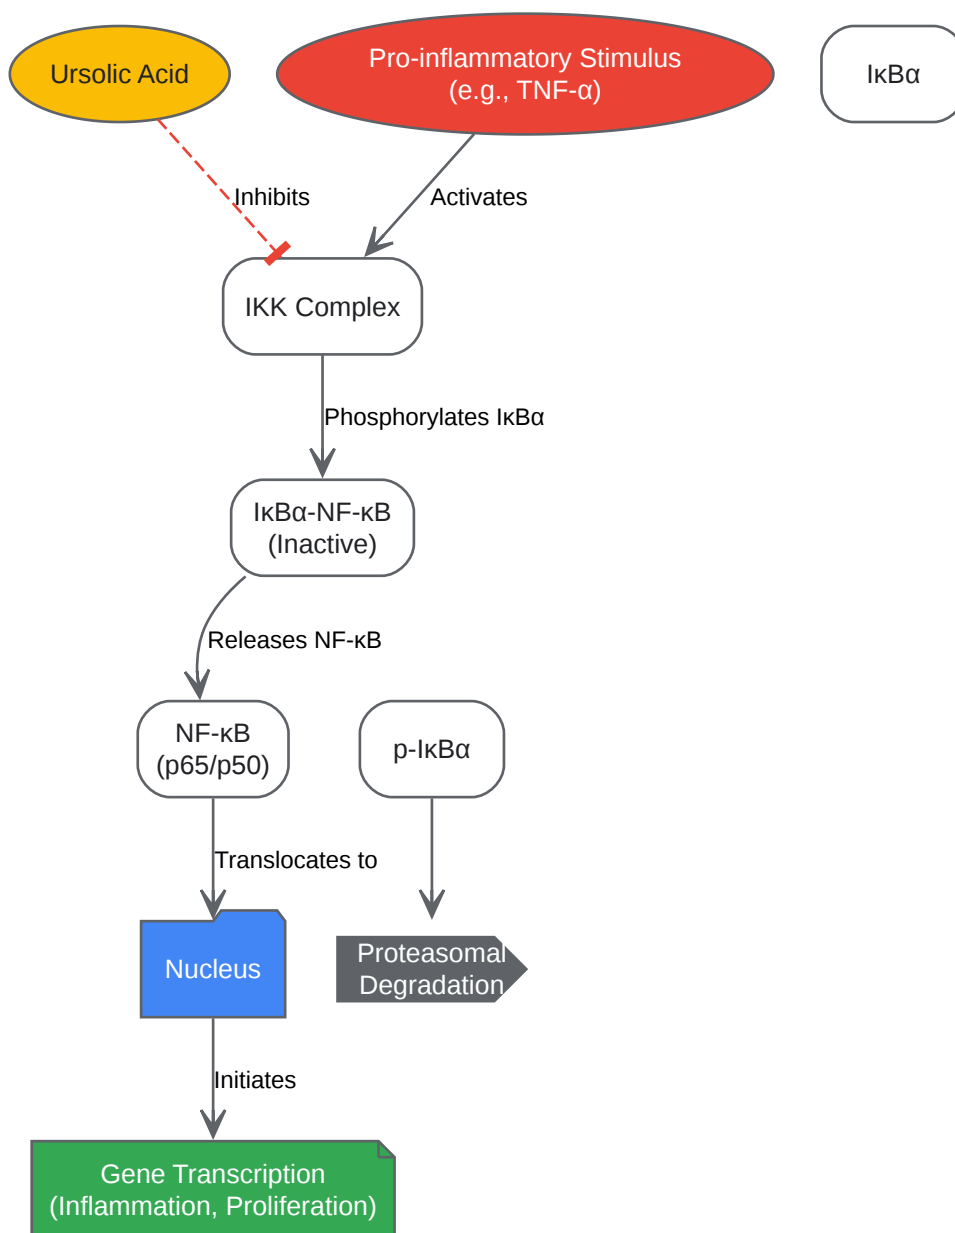 Ursolic Acid
Pro-inflammatory Stimulus
(e.g., TNF-α)
IκBα
Inhibits
Activates
IKK Complex
Phosphorylates IκBα
IκBα-NF-κB
(Inactive)
Releases NF-κB
NF-κB
(p65/p50)
p-IκBα
Translocates to
Nucleus
Proteasomal
Degradation
Initiates
Gene Transcription
(Inflammation, Proliferation)